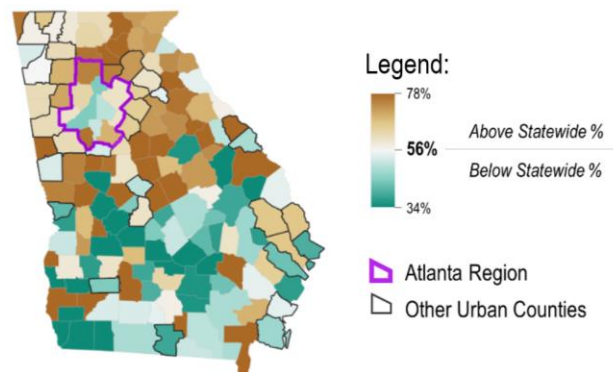 Legend:
78%
Above Statewide %
56%
Below Statewide %
34%
Atlanta Region
Other Urban Counties